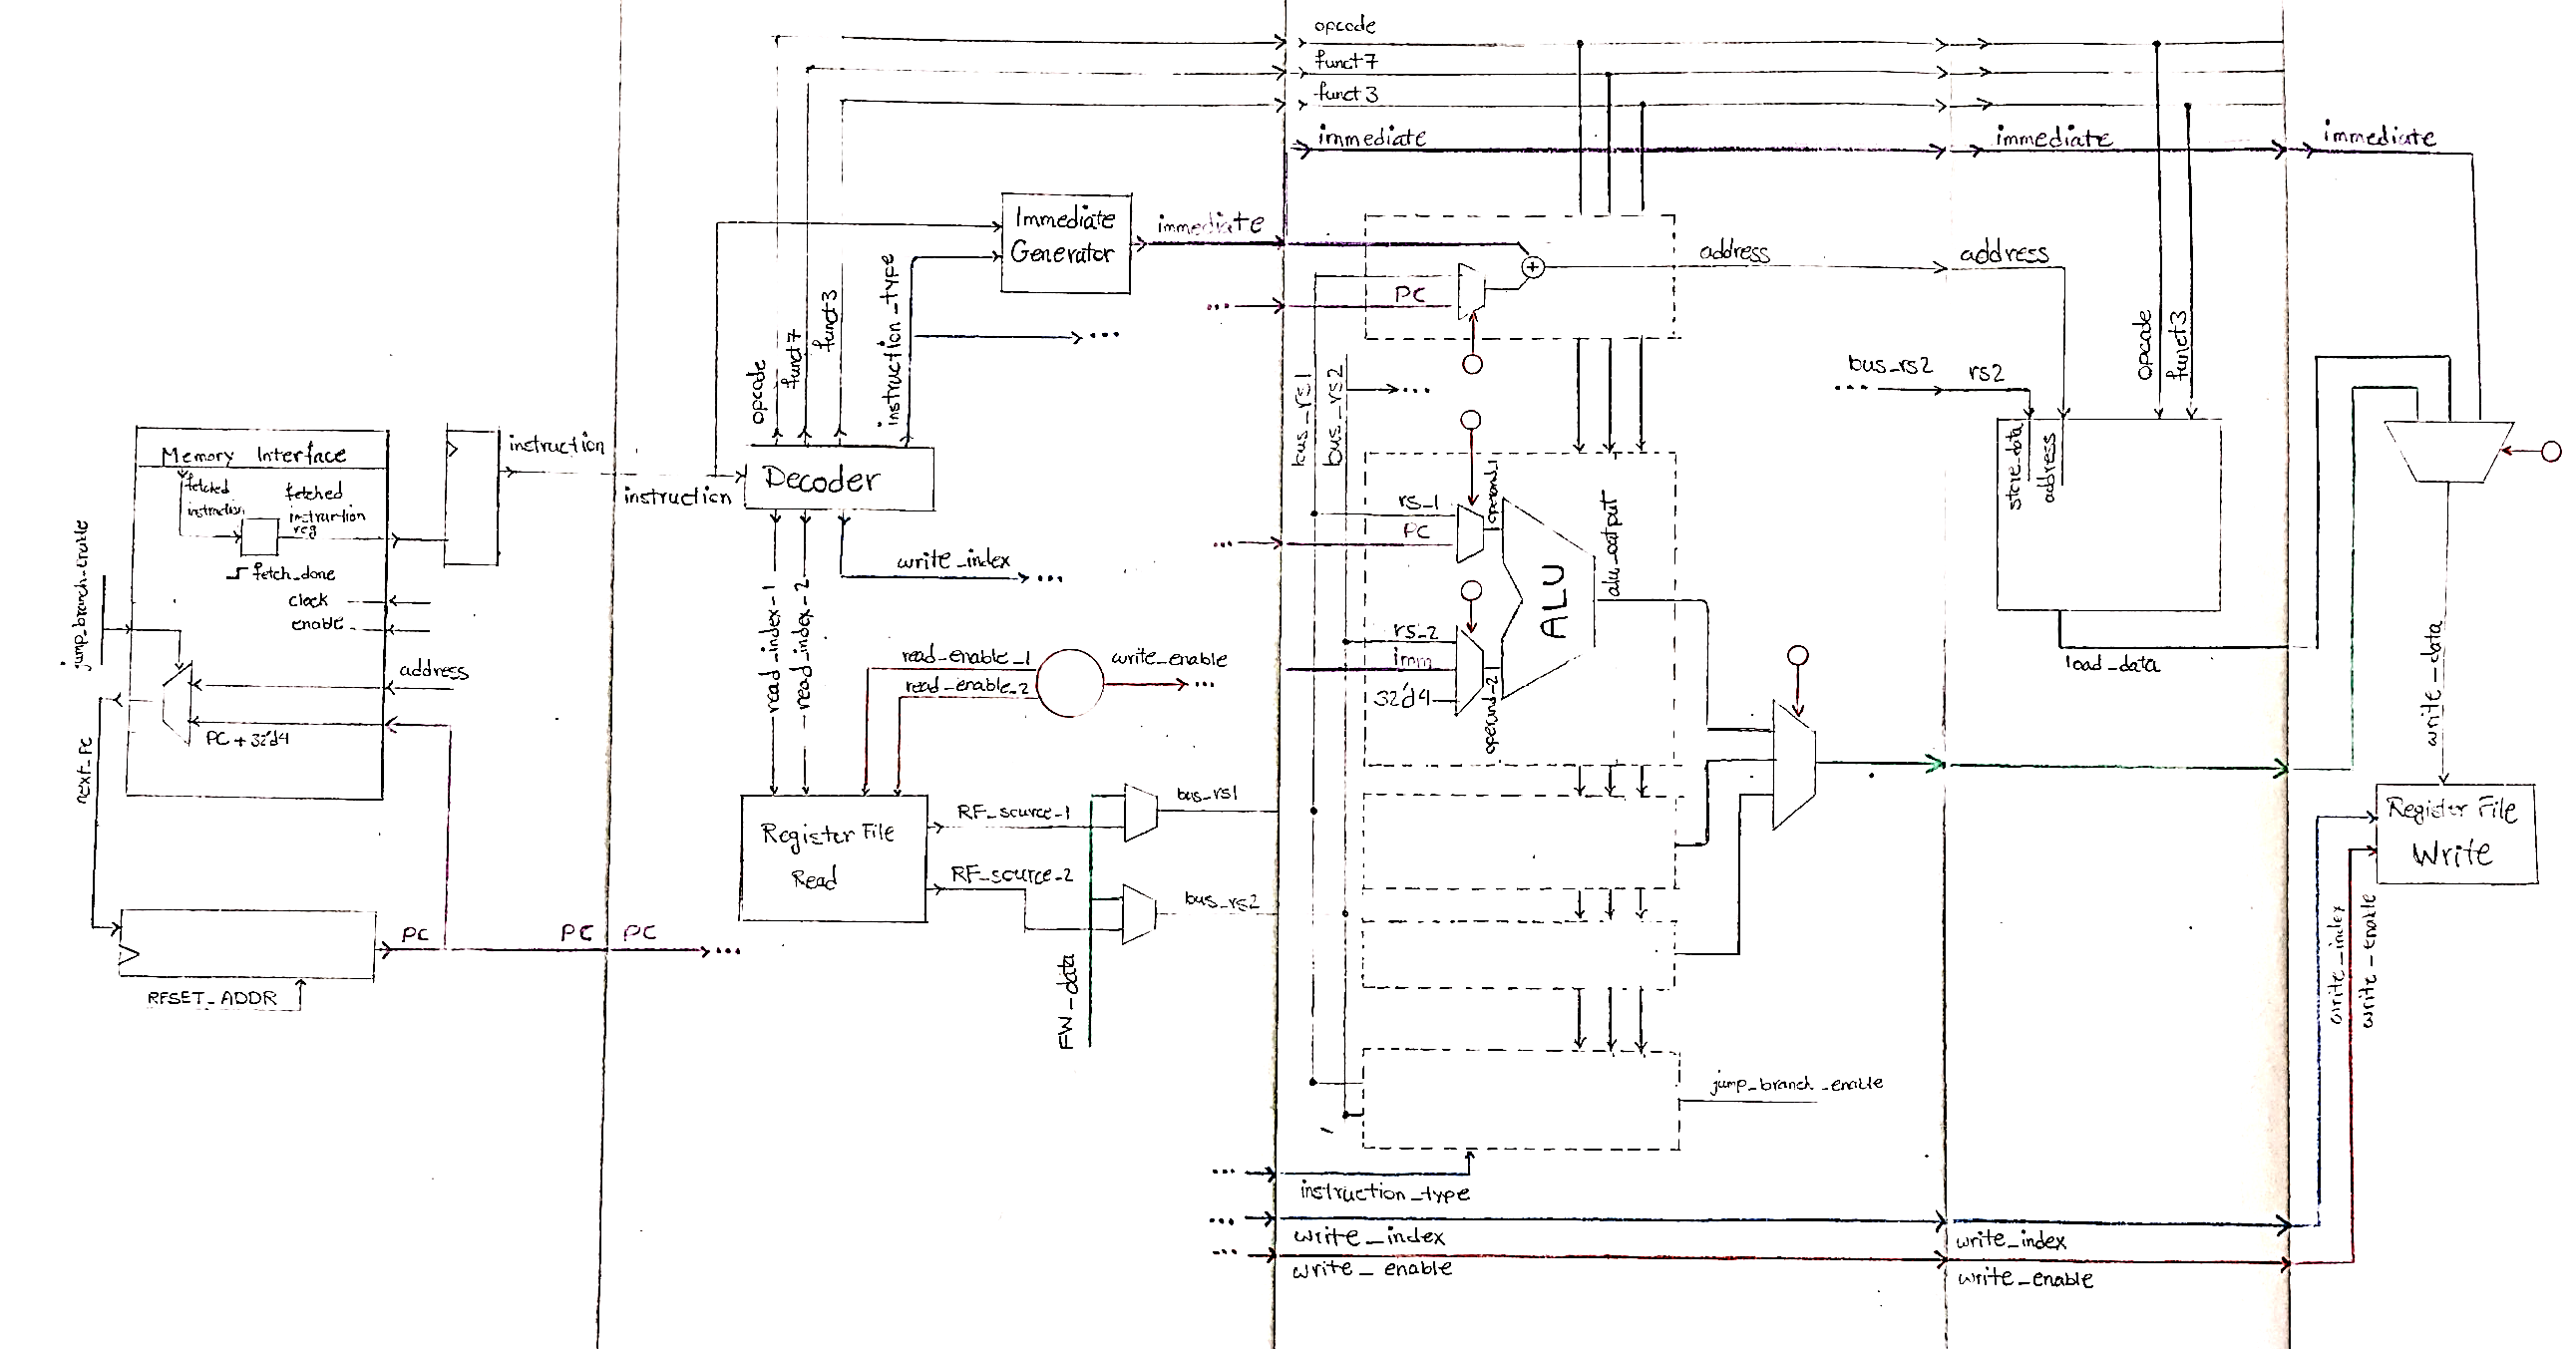 opcode
funct7
funct3
immediate
immediate
immediate
Immediate
Generator
immediate
address
address
PC
opcode
funct7
funct3
instruction_type
...
...
bus_rs1
bus_rs2
...
bus_rs2
rs2
...
opcode
funct3
Memory Interface
fetched
instruction
fetched
instruction
reg
fetch_done
clock
enable
address
PC + 32'd4
jump_branch_enable
next_PC
instruction
instruction
Decoder
write_index
...
read_index_1
read_index_2
read_enable_1
read_enable_2
write_enable
...
...
rs_1
PC
operand_1
ALU
alu_output
rs_2
imm
32'd4
operand_2
store_data
address
load_data
write_data
Register File
Read
RF_source_1
RF_source_2
bus_rs1
bus_rs2
FW_data
Register File
Write
write_index
write_enable
PC
PC
PC
...
RESET_ADDR
jump_branch_enable
...
instruction_type
...
write_index
write_index
...
write_enable
write_enable